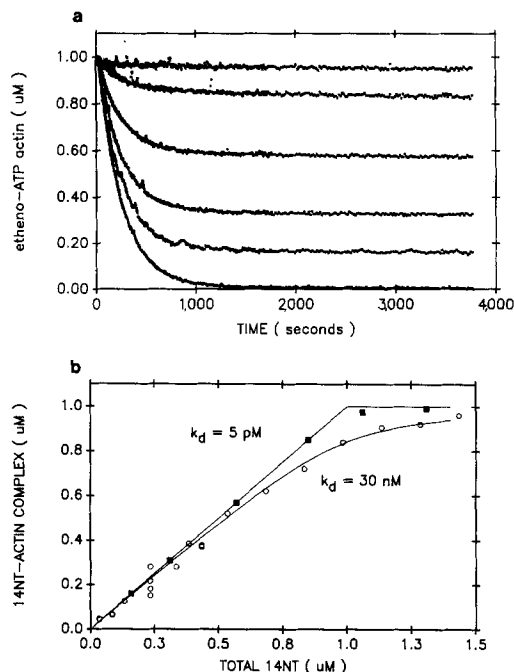 a
1.00
0.80
0.60
0.40
0.20
0.00
etheno-ATP actin ( uM )
0 1,000 2,000 3,000 4,000
TIME ( seconds )
b
1.0
0.8
0.6
0.4
0.2
0.0
14NT-ACTIN COMPLEX ( uM )
kd = 5 pM
kd = 30 nM
0.0 0.3 0.5 0.8 1.0 1.3 1.5
TOTAL 14NT ( uM )